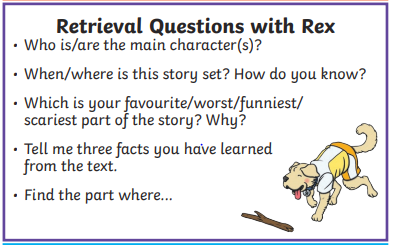 Retrieval Questions with Rex
• Who is/are the main character(s)?
• When/where is this story set? How do you know?
• Which is your favourite/worst/funniest/
scariest part of the story? Why?
• Tell me three facts you have learned
from the text.
• Find the part where...